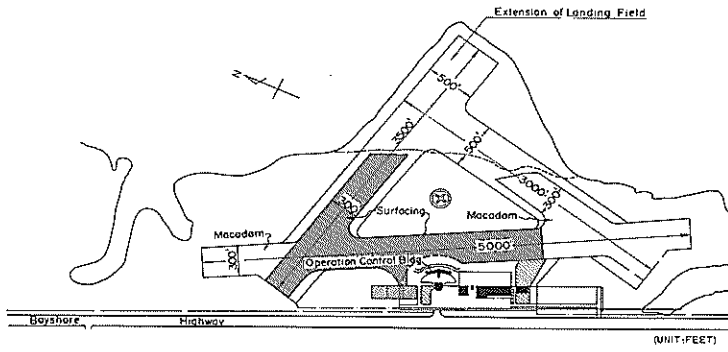 Extension of Landing Field
N
500'
3500'
500'
3000'
300'
300'
Surfacing
Macadam
Macadam
5000'
300'
Operation Control Bldg
Bayshore Highway
(UNIT:FEET)